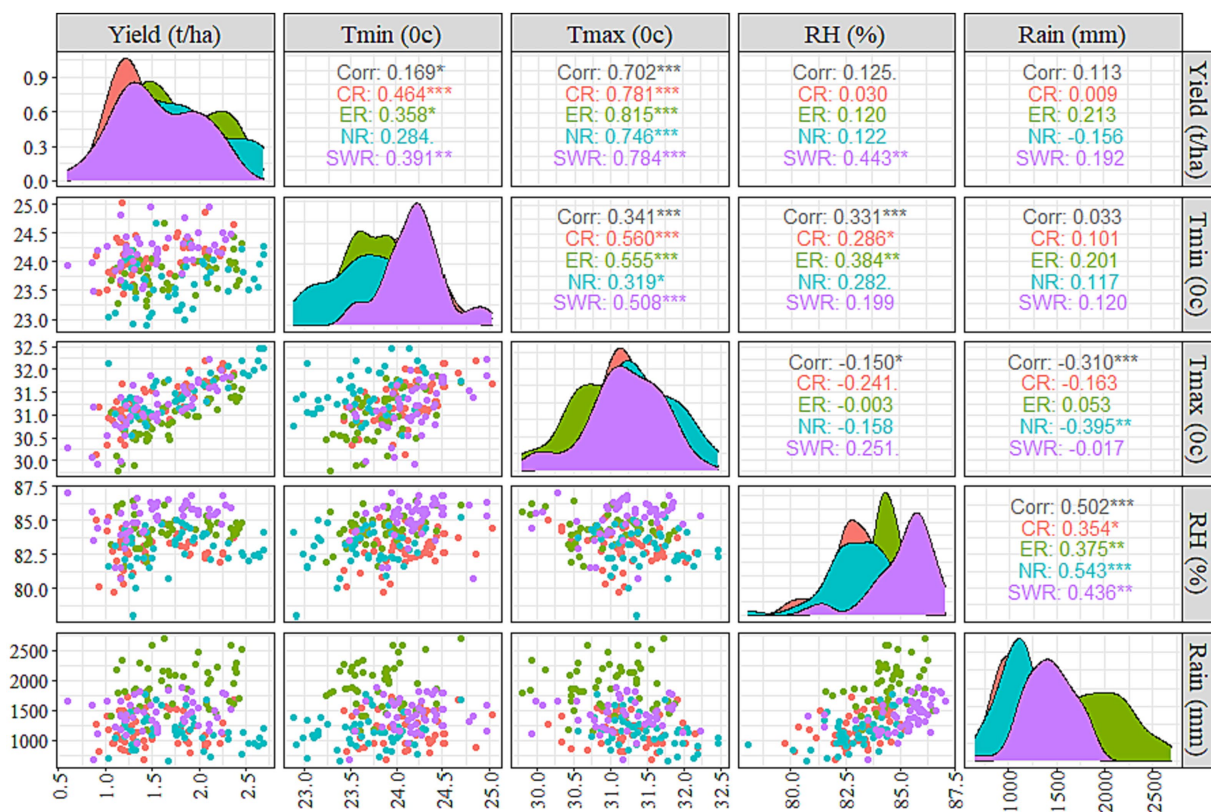 Yield (t/ha)
Tmin (0c)
Tmax (0c)
RH (%)
Rain (mm)
0.9
0.6
0.3
0.0
Corr: 0.169*
CR: 0.464***
ER: 0.358*
NR: 0.284.
SWR: 0.391**
Corr: 0.702***
CR: 0.781***
ER: 0.815***
NR: 0.746***
SWR: 0.784***
Corr: 0.125.
CR: 0.030
ER: 0.120
NR: 0.122
SWR: 0.443**
Corr: 0.113
CR: 0.009
ER: 0.213
NR: -0.156
SWR: 0.192
Yield (t/ha)
25.0
24.5
24.0
23.5
23.0
Corr: 0.341***
CR: 0.560***
ER: 0.555***
NR: 0.319*
SWR: 0.508***
Corr: 0.331***
CR: 0.286*
ER: 0.384**
NR: 0.282.
SWR: 0.199
Corr: 0.033
CR: 0.101
ER: 0.201
NR: 0.117
SWR: 0.120
Tmin (0c)
32.5
32.0
31.5
31.0
30.5
30.0
Corr: -0.150*
CR: -0.241.
ER: -0.003
NR: -0.158
SWR: 0.251.
Corr: -0.310***
CR: -0.163
ER: 0.053
NR: -0.395**
SWR: -0.017
Tmax (0c)
87.5
85.0
82.5
80.0
Corr: 0.502***
CR: 0.354*
ER: 0.375**
NR: 0.543***
SWR: 0.436**
RH (%)
2500
2000
1500
1000
Rain (mm)
0.5
1.0
1.5
2.0
2.5
23.0
23.5
24.0
24.5
25.0
30.0
30.5
31.0
31.5
32.0
32.5
80.0
82.5
85.0
87.5
1000
1500
2000
2500